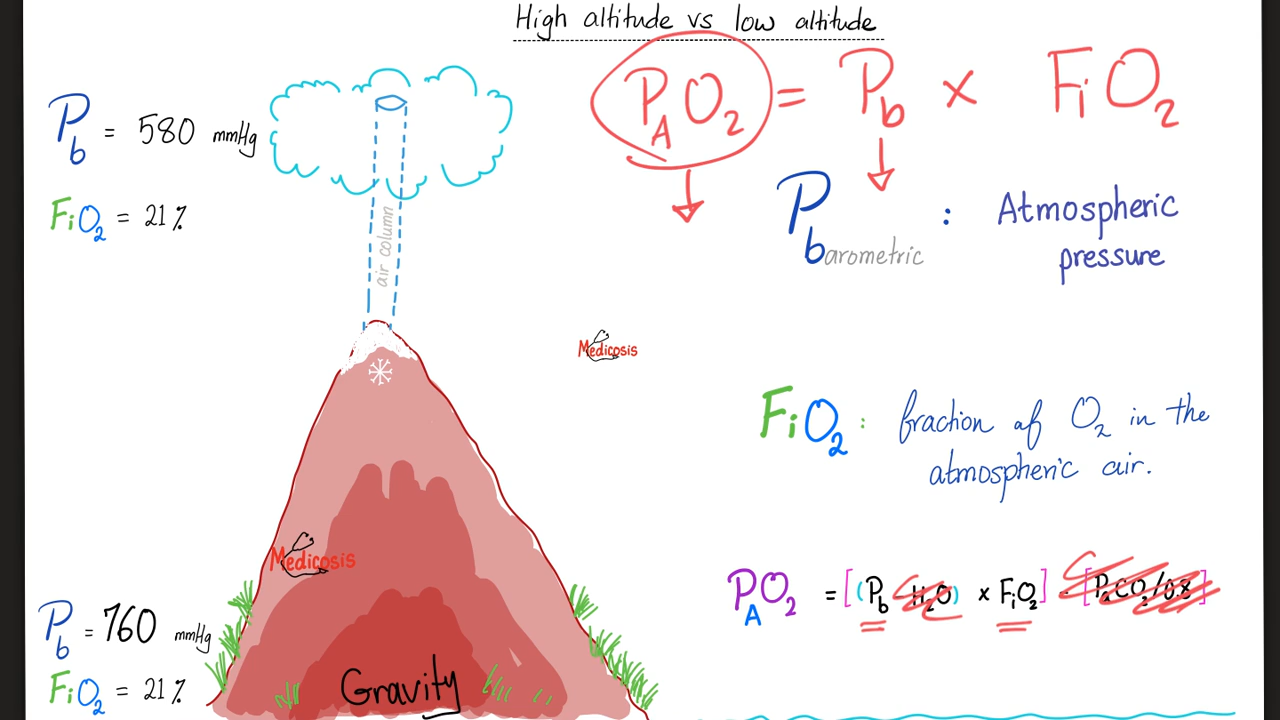 High altitude vs low altitude
PAO2 = Pb x FiO2
Pb = 580 mmHg
FiO2 = 21%
air column
Pbarometric : Atmospheric pressure
Medicosis
FiO2 : fraction of O2 in the
atmospheric air.
Medicosis
PAO2 = [(Pb - H2O) x FiO2] - [PaCO2/0.8]
Pb = 760 mmHg
FiO2 = 21%
Gravity